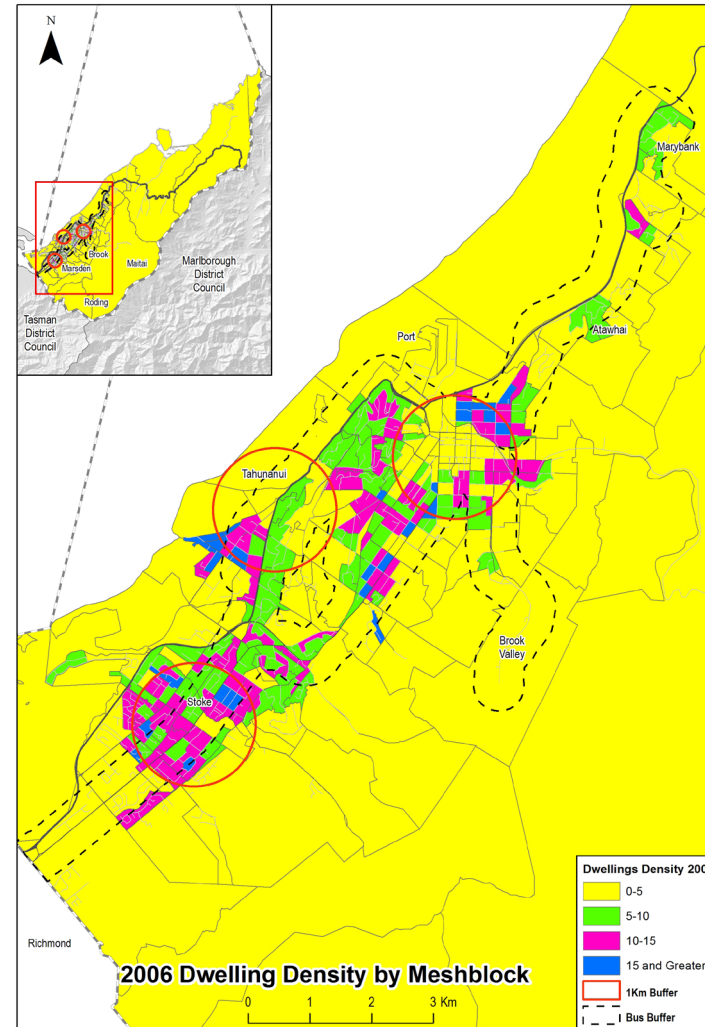 N
Brook
Maitai
Marsden
Roding
Marlborough
District
Council
Tasman
District
Council
Marybank
Atawhai
Port
Tahunanui
Brook
Valley
Stoke
Richmond
2006 Dwelling Density by Meshblock
0 1 2 3 Km
Dwellings Density 200
0-5
5-10
10-15
15 and Greater
1Km Buffer
Bus Buffer